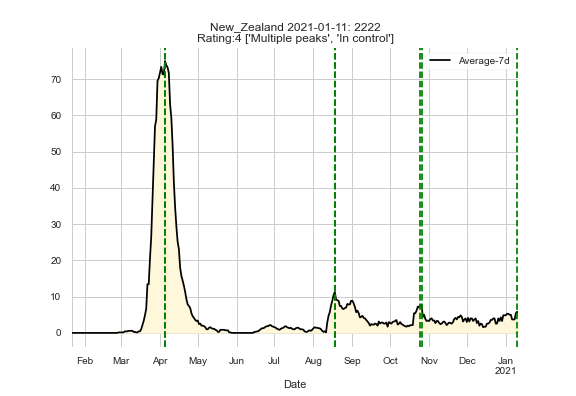 New_Zealand 2021-01-11: 2222
Rating:4 ['Multiple peaks', 'In control']
Average-7d
70
60
50
40
30
20
10
0
Feb Mar Apr May Jun Jul Aug Sep Oct Nov Dec Jan
2021
Date